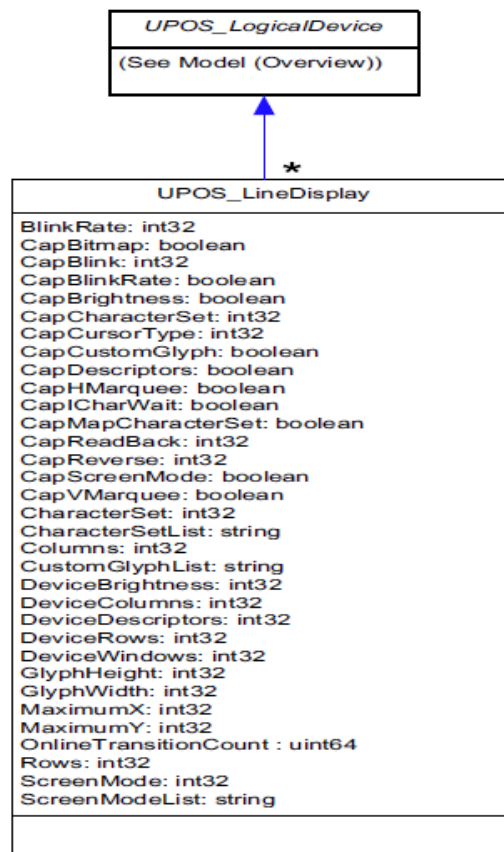 UPOS_LogicalDevice
(See Model (Overview))
*
UPOS_LineDisplay
BlinkRate: int32
CapBitmap: boolean
CapBlink: int32
CapBlinkRate: boolean
CapBrightness: boolean
CapCharacterSet: int32
CapCursorType: int32
CapCustomGlyph: boolean
CapDescriptors: boolean
CapHMarquee: boolean
CapICharWait: boolean
CapMapCharacterSet: boolean
CapReadBack: int32
CapReverse: int32
CapScreenMode: boolean
CapVMarquee: boolean
CharacterSet: int32
CharacterSetList: string
Columns: int32
CustomGlyphList: string
DeviceBrightness: int32
DeviceColumns: int32
DeviceDescriptors: int32
DeviceRows: int32
DeviceWindows: int32
GlyphHeight: int32
GlyphWidth: int32
MaximumX: int32
MaximumY: int32
OnlineTransitionCount : uint64
Rows: int32
ScreenMode: int32
ScreenModeList: string